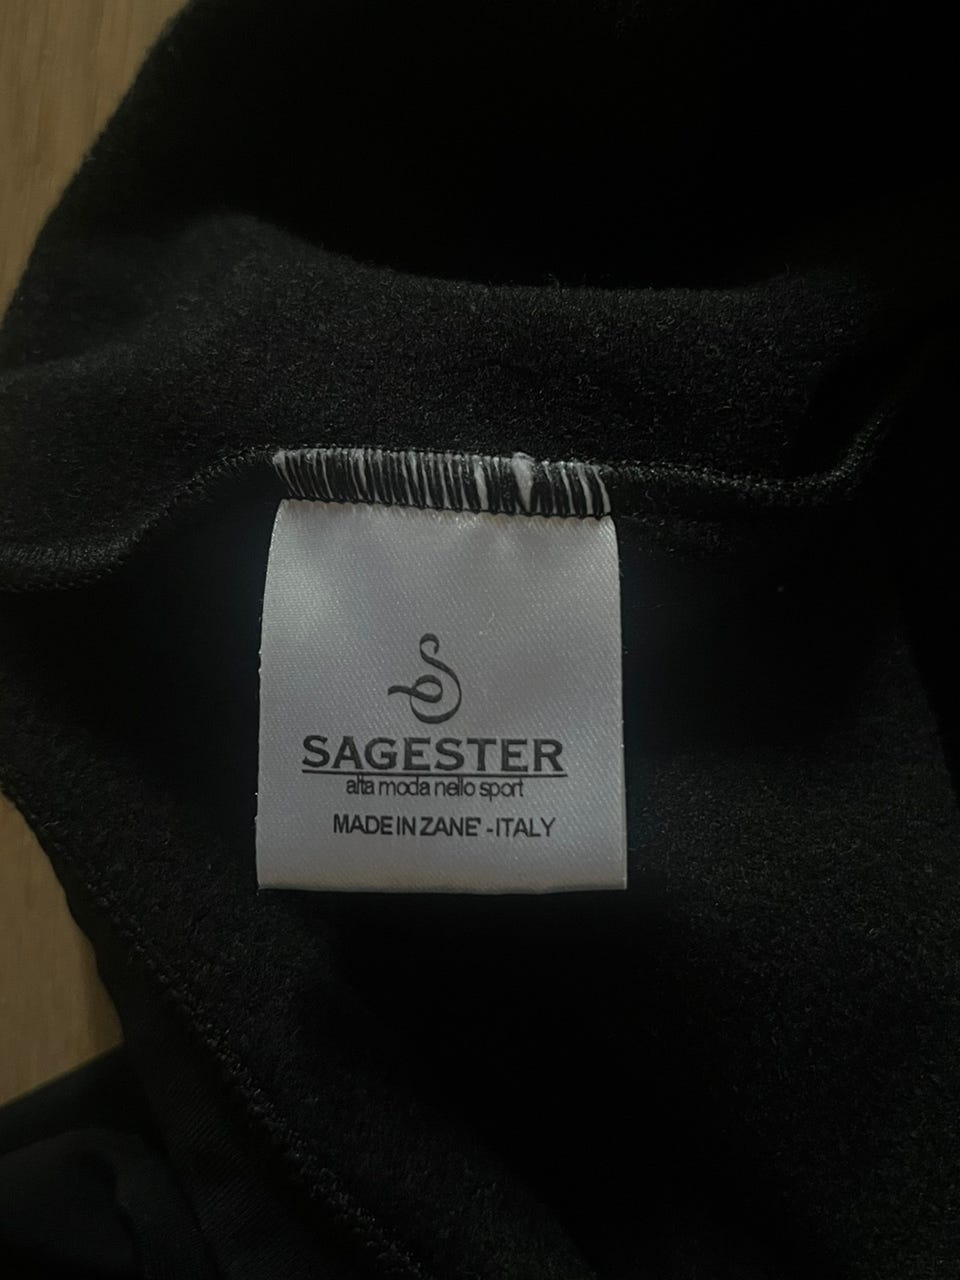 SAGESTER
alta moda nello sport
MADE IN ZANE' - ITALY